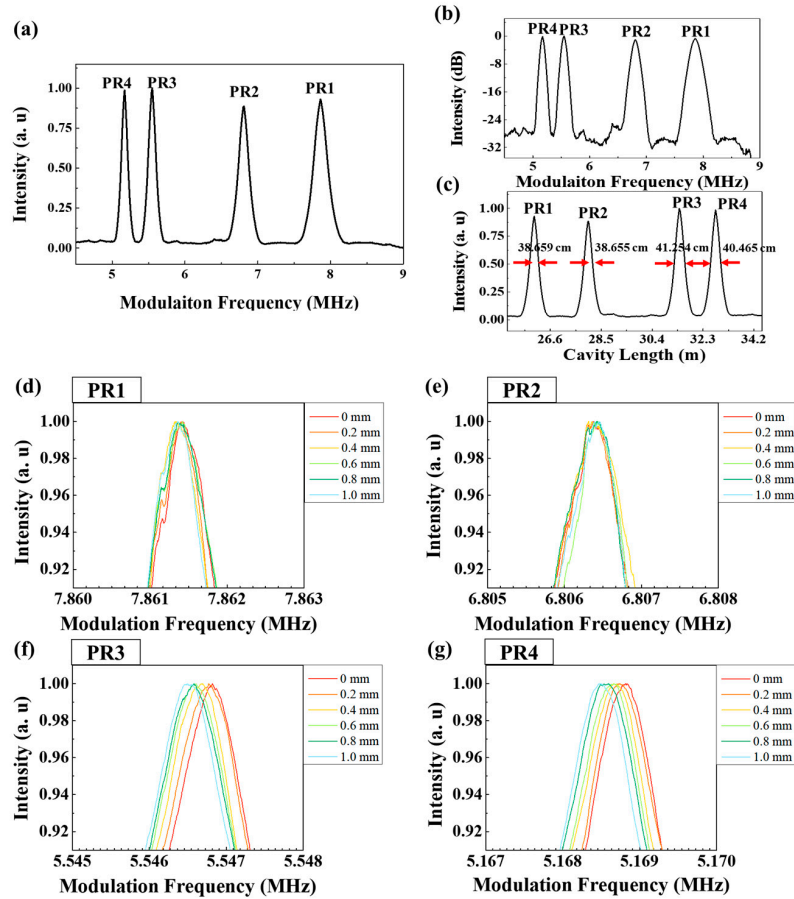 (a)
PR4 PR3 PR2 PR1
1.00
0.75
0.50
0.25
0.00
Intensity (a. u)
5 6 7 8 9
Modulaiton Frequency (MHz)
(b)
PR4 PR3 PR2 PR1
0
-8
-16
-24
-32
Intensity (dB)
5 6 7 8 9
Modulaiton Frequency (MHz)
(c)
PR1 PR2 PR3 PR4
1.00
0.75
0.50
0.25
0.00
Intensity (a. u)
38.659 cm 38.655 cm 41.254 cm 40.465 cm
26.6 28.5 30.4 32.3 34.2
Cavity Length (m)
(d) PR1
1.00
0.98
0.96
0.94
0.92
Intensity (a. u)
0 mm
0.2 mm
0.4 mm
0.6 mm
0.8 mm
1.0 mm
7.860 7.861 7.862 7.863
Modulation Frequency (MHz)
(e) PR2
1.00
0.98
0.96
0.94
0.92
Intensity (a. u)
0 mm
0.2 mm
0.4 mm
0.6 mm
0.8 mm
1.0 mm
6.805 6.806 6.807 6.808
Modulation Frequency (MHz)
(f) PR3
1.00
0.98
0.96
0.94
0.92
Intensity (a. u)
0 mm
0.2 mm
0.4 mm
0.6 mm
0.8 mm
1.0 mm
5.545 5.546 5.547 5.548
Modulation Frequency (MHz)
(g) PR4
1.00
0.98
0.96
0.94
0.92
Intensity (a. u)
0 mm
0.2 mm
0.4 mm
0.6 mm
0.8 mm
1.0 mm
5.167 5.168 5.169 5.170
Modulation Frequency (MHz)